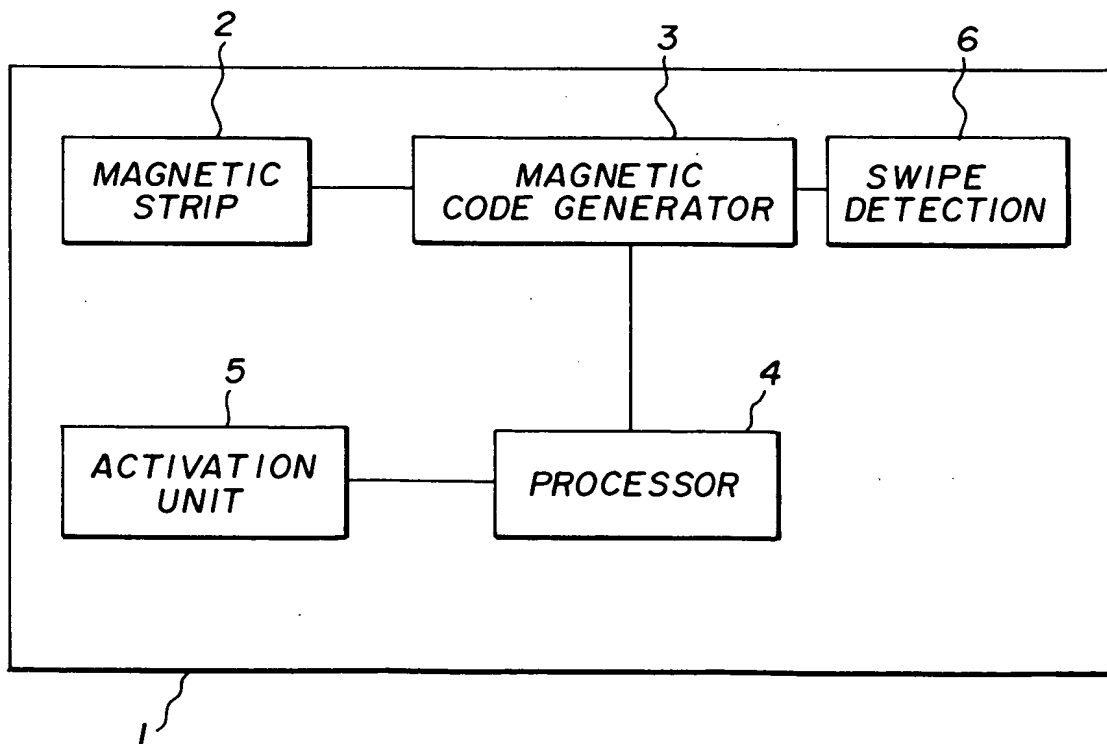 2
3
6
MAGNETIC
STRIP
MAGNETIC
CODE GENERATOR
SWIPE
DETECTION
5
4
ACTIVATION
UNIT
PROCESSOR
1